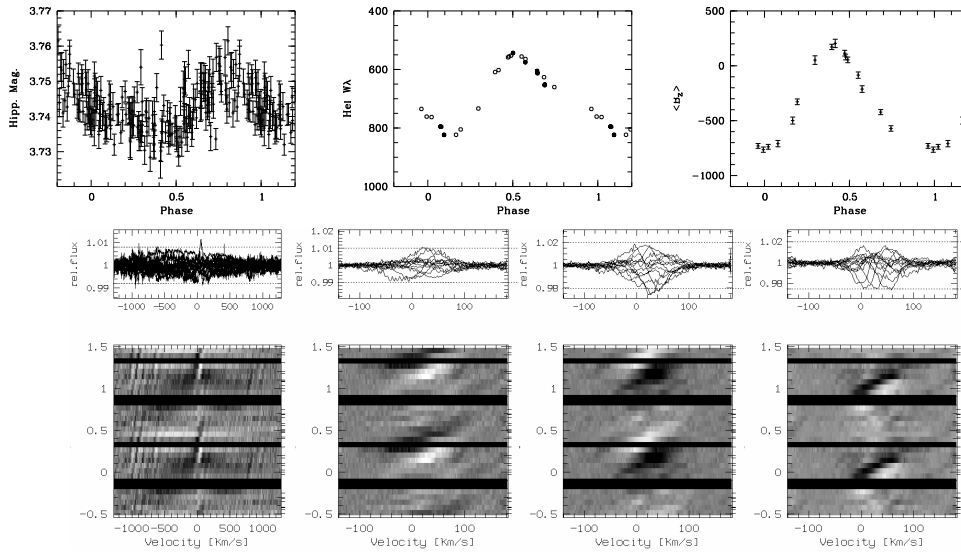 3.77
3.76
3.75
3.74
3.73
Hipp. Mag.
0 0.5 1
Phase
400
600
800
1000
HeI Wλ
0 0.5 1
Phase
500
0
−500
−1000
<B_z>
0 0.5 1
Phase
1.01
1
0.99
rel.flux
-1000 -500 0 500 1000
1.02
1.01
1
0.99
rel.flux
-100 0 100
1.02
1
0.98
rel.flux
-100 0 100
1.02
1
0.98
rel.flux
-100 0 100
1.5
1
0.5
0
-0.5
-1000 -500 0 500 1000
Velocity [Km/s]
1.5
1
0.5
0
-0.5
-100 0 100
Velocity [Km/s]
1.5
1
0.5
0
-0.5
-100 0 100
Velocity [Km/s]
1.5
1
0.5
0
-0.5
-100 0 100
Velocity [Km/s]